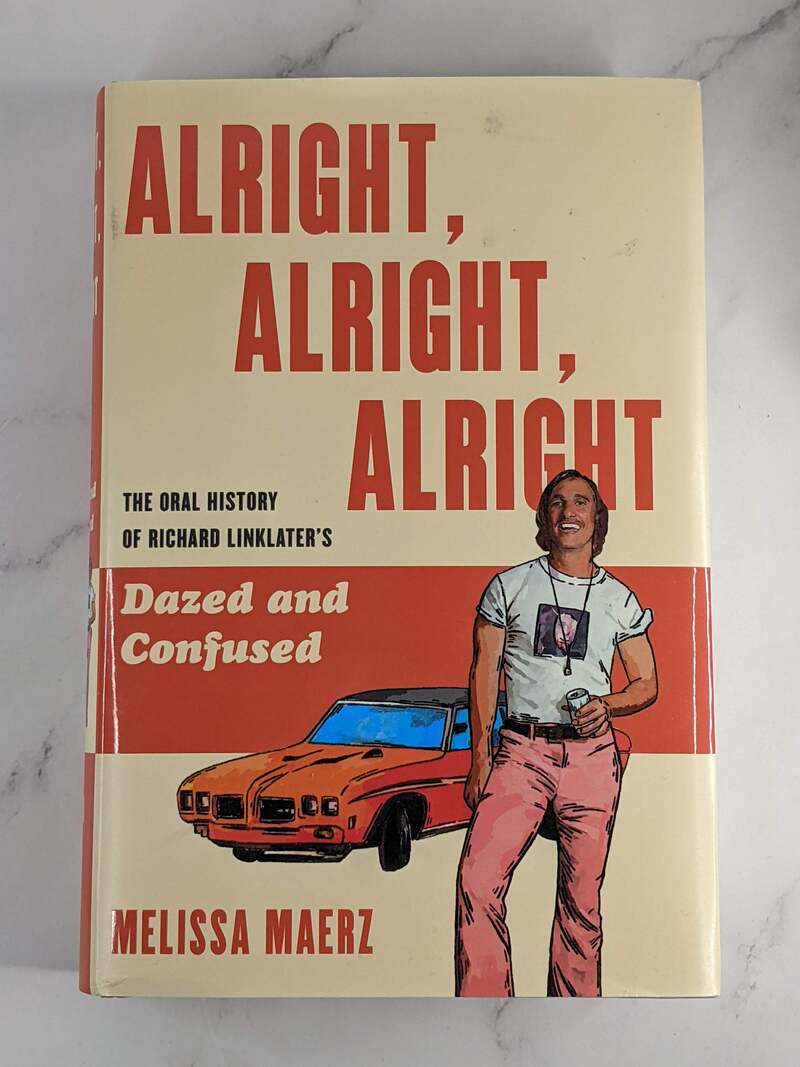 ALRIGHT,
ALRIGHT,
ALRIGHT
THE ORAL HISTORY
OF RICHARD LINKLATER'S
Dazed and
Confused
MELISSA MAERZ